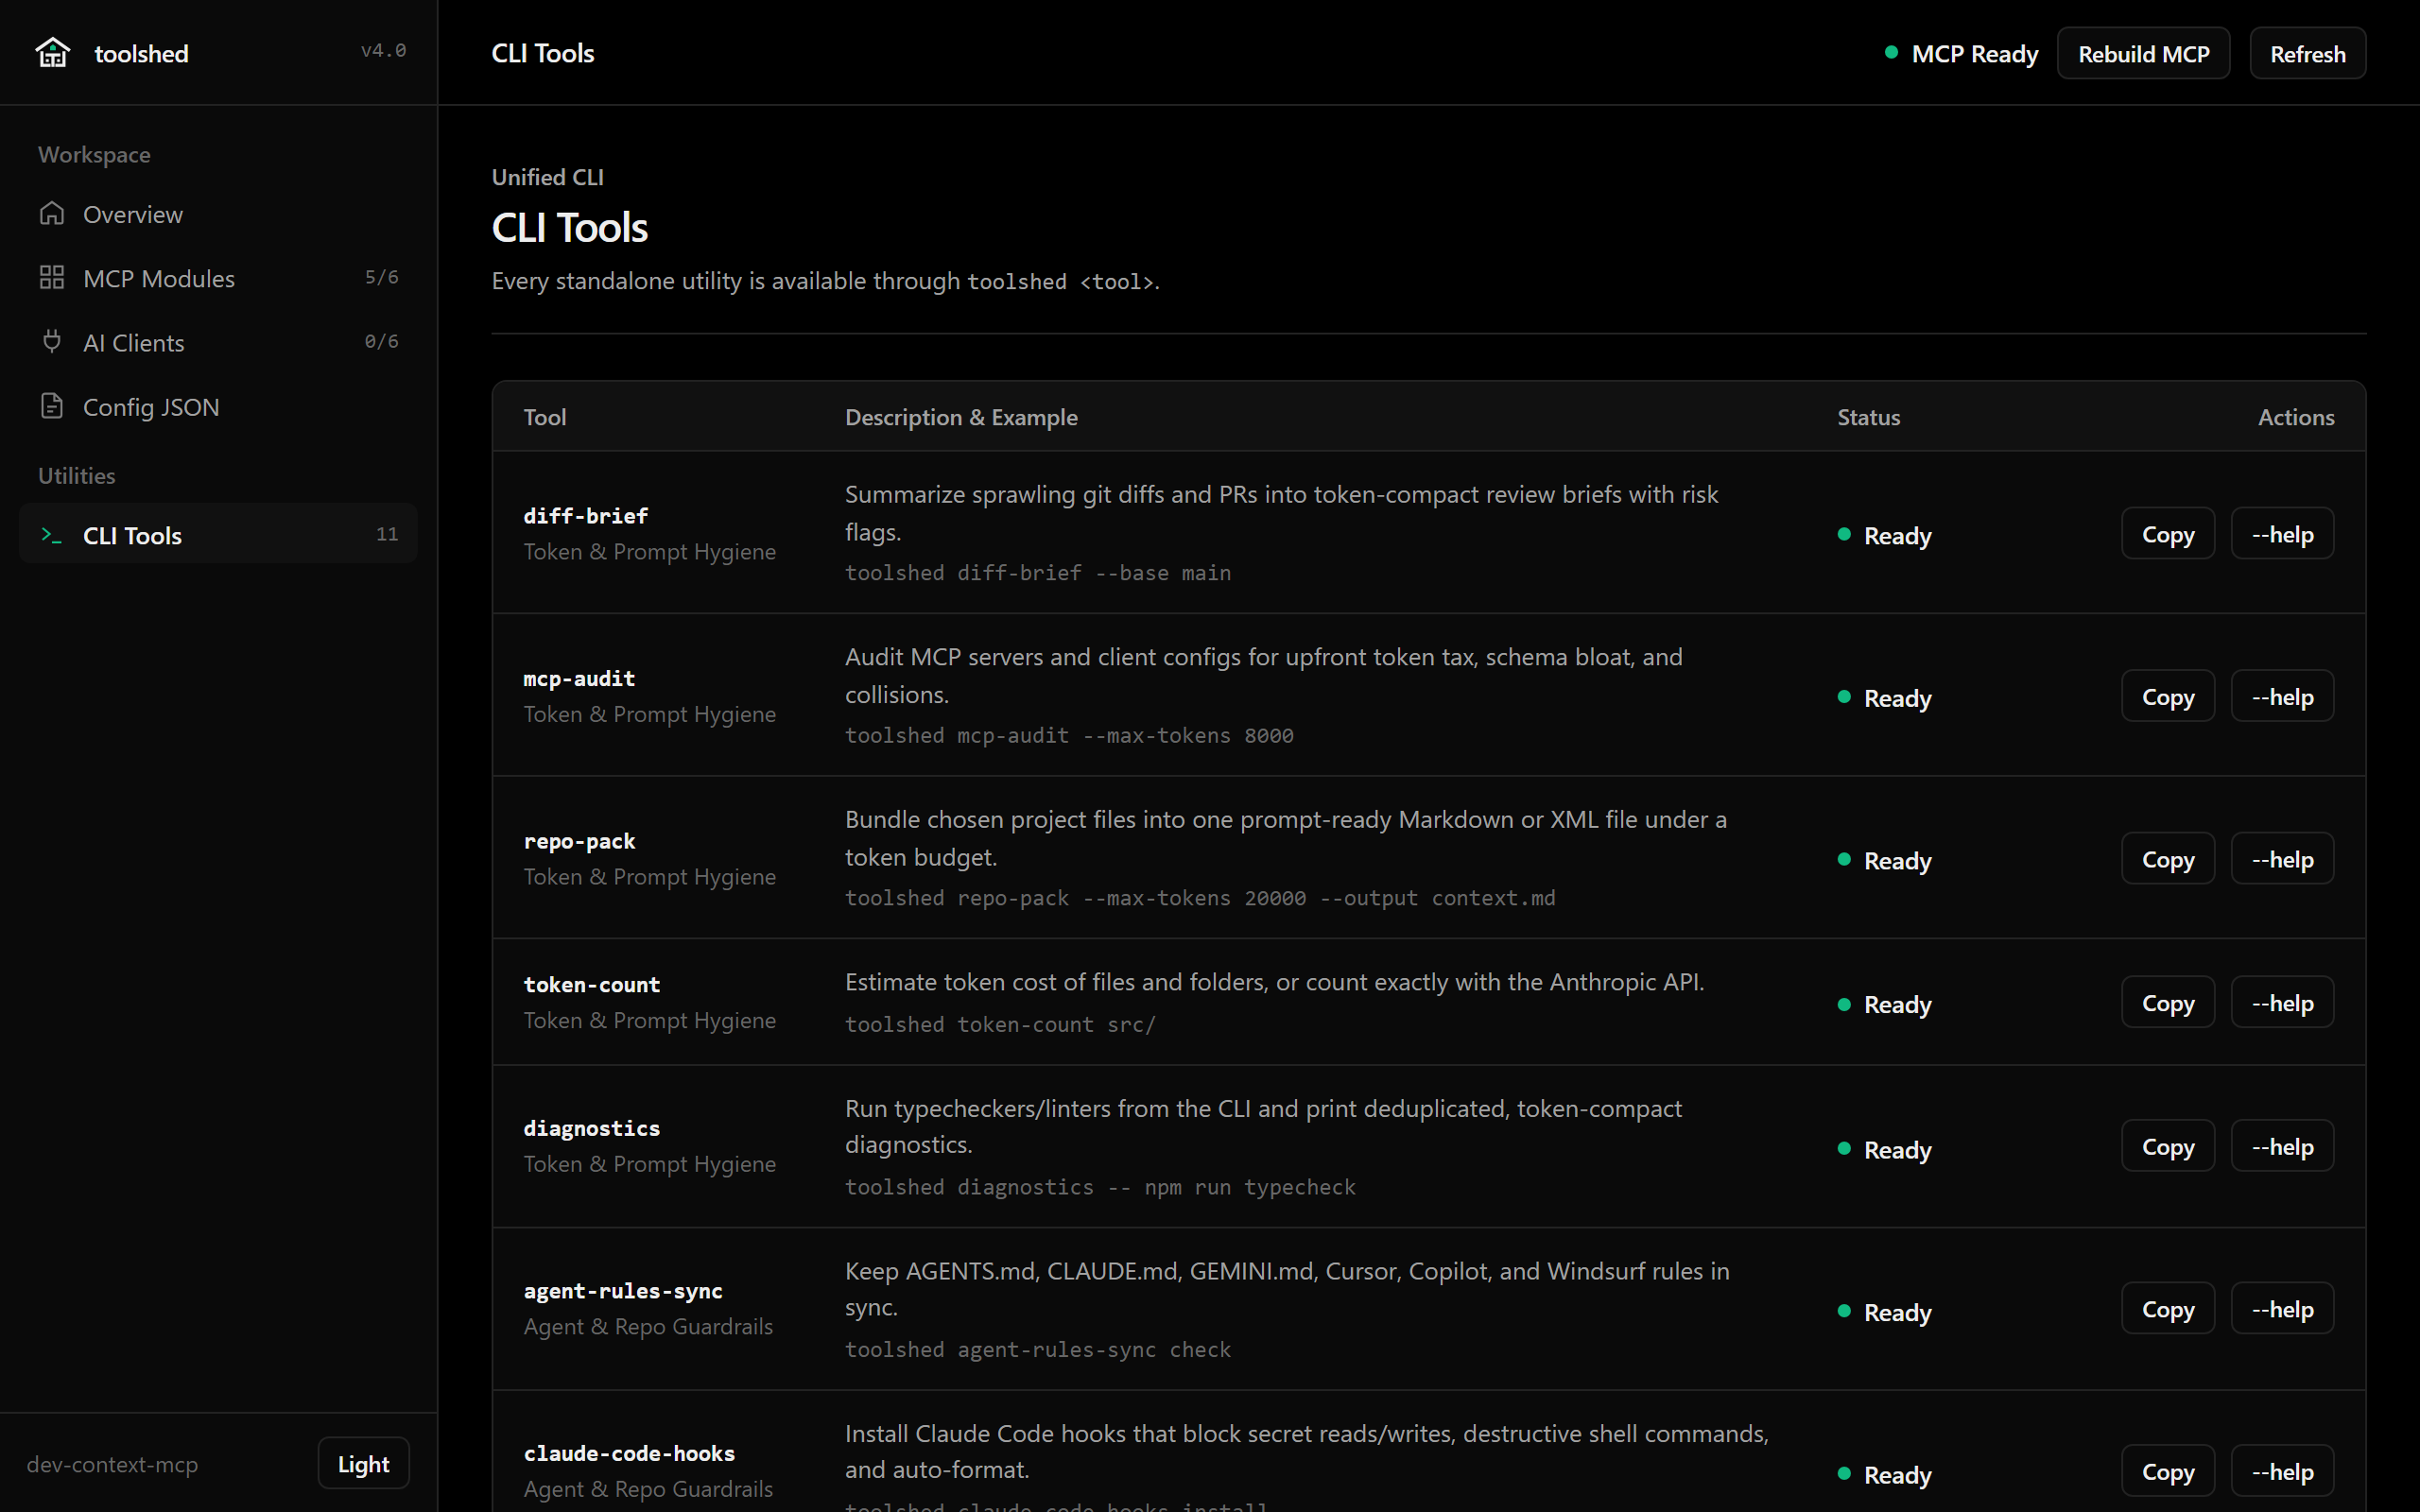 toolshed
v4.0
Workspace
Overview
MCP Modules
5/6
AI Clients
0/6
Config JSON
Utilities
CLI Tools
11
dev-context-mcp
Light
CLI Tools
MCP Ready
Rebuild MCP
Refresh
Unified CLI
CLI Tools
Every standalone utility is available through toolshed <tool>.
Tool
Description & Example
Status
Actions
diff-brief
Token & Prompt Hygiene
Summarize sprawling git diffs and PRs into token-compact review briefs with risk
flags.
toolshed diff-brief --base main
Ready
Copy
--help
mcp-audit
Token & Prompt Hygiene
Audit MCP servers and client configs for upfront token tax, schema bloat, and
collisions.
toolshed mcp-audit --max-tokens 8000
Ready
Copy
--help
repo-pack
Token & Prompt Hygiene
Bundle chosen project files into one prompt-ready Markdown or XML file under a
token budget.
toolshed repo-pack --max-tokens 20000 --output context.md
Ready
Copy
--help
token-count
Token & Prompt Hygiene
Estimate token cost of files and folders, or count exactly with the Anthropic API.
toolshed token-count src/
Ready
Copy
--help
diagnostics
Token & Prompt Hygiene
Run typecheckers/linters from the CLI and print deduplicated, token-compact
diagnostics.
toolshed diagnostics -- npm run typecheck
Ready
Copy
--help
agent-rules-sync
Agent & Repo Guardrails
Keep AGENTS.md, CLAUDE.md, GEMINI.md, Cursor, Copilot, and Windsurf rules in
sync.
toolshed agent-rules-sync check
Ready
Copy
--help
claude-code-hooks
Agent & Repo Guardrails
Install Claude Code hooks that block secret reads/writes, destructive shell commands,
and auto-format.
toolshed claude-code-hooks install
Ready
Copy
--help